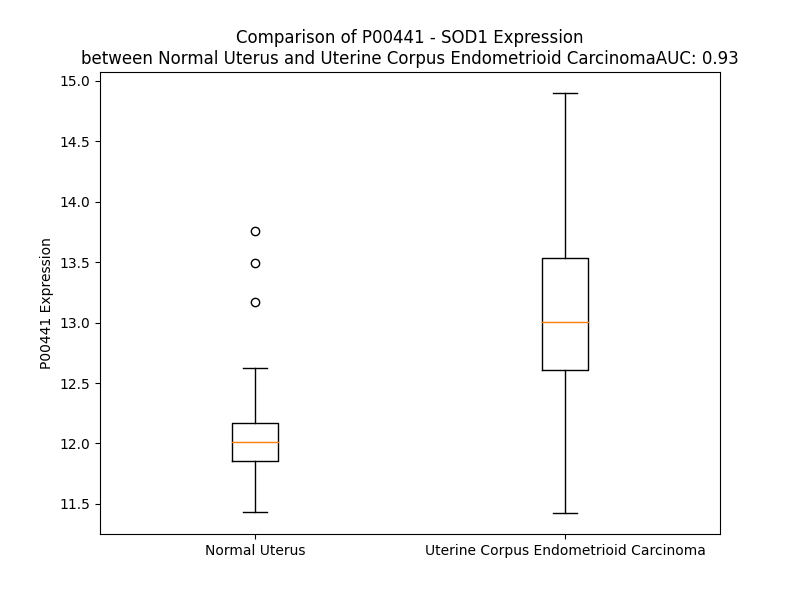 Comparison of P00441 - SOD1 Expression
between Normal Uterus and Uterine Corpus Endometrioid CarcinomaAUC: 0.93
15.0
14.5
14.0
13.5
13.0
12.5
12.0
11.5
P00441 Expression
Normal Uterus
Uterine Corpus Endometrioid Carcinoma